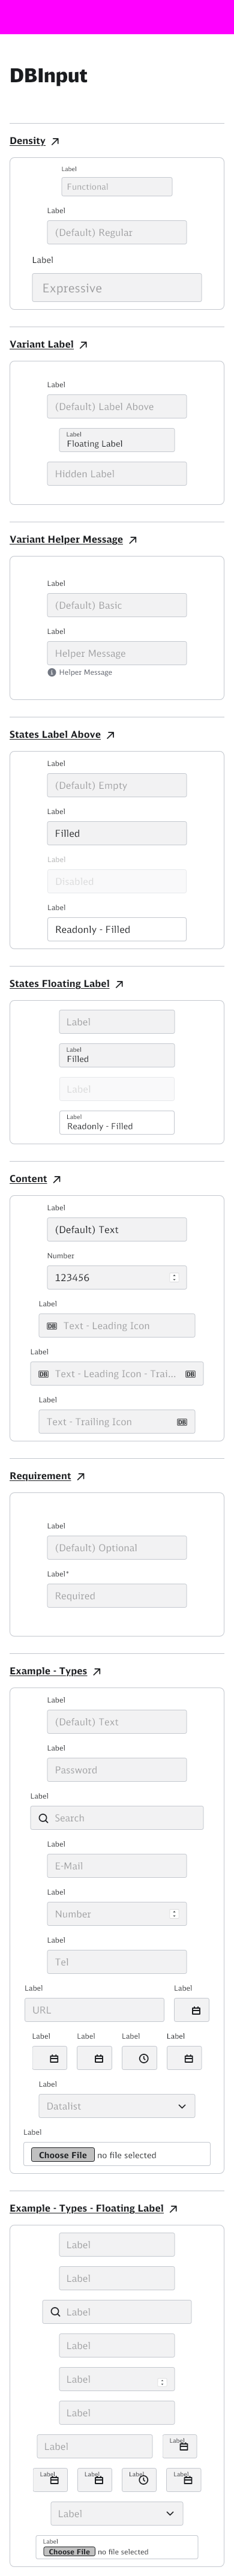 DBInput
Density
Label
Functional
Label
(Default) Regular
Label
Expressive
Variant Label
Label
(Default) Label Above
Label
Floating Label
Hidden Label
Variant Helper Message
Label
(Default) Basic
Label
Helper Message
Helper Message
States Label Above
Label
(Default) Empty
Label
Filled
Label
Disabled
Label
Readonly - Filled
States Floating Label
Label
Label
Filled
Label
Label
Readonly - Filled
Content
Label
(Default) Text
Number
123456
Label
DB Text - Leading Icon
Label
DB Text - Leading Icon - Trai... DB
Label
Text - Trailing Icon DB
Requirement
Label
(Default) Optional
Label*
Required
Example - Types
Label
(Default) Text
Label
Password
Label
Search
Label
E-Mail
Label
Number
Label
Tel
Label Label
URL
Label Label Label Label
Label
Datalist
Label
Choose File no file selected
Example - Types - Floating Label
Label
Label
Label
Label
Label
Label
Label Label
Label Label Label Label
Label
Label
Choose File no file selected